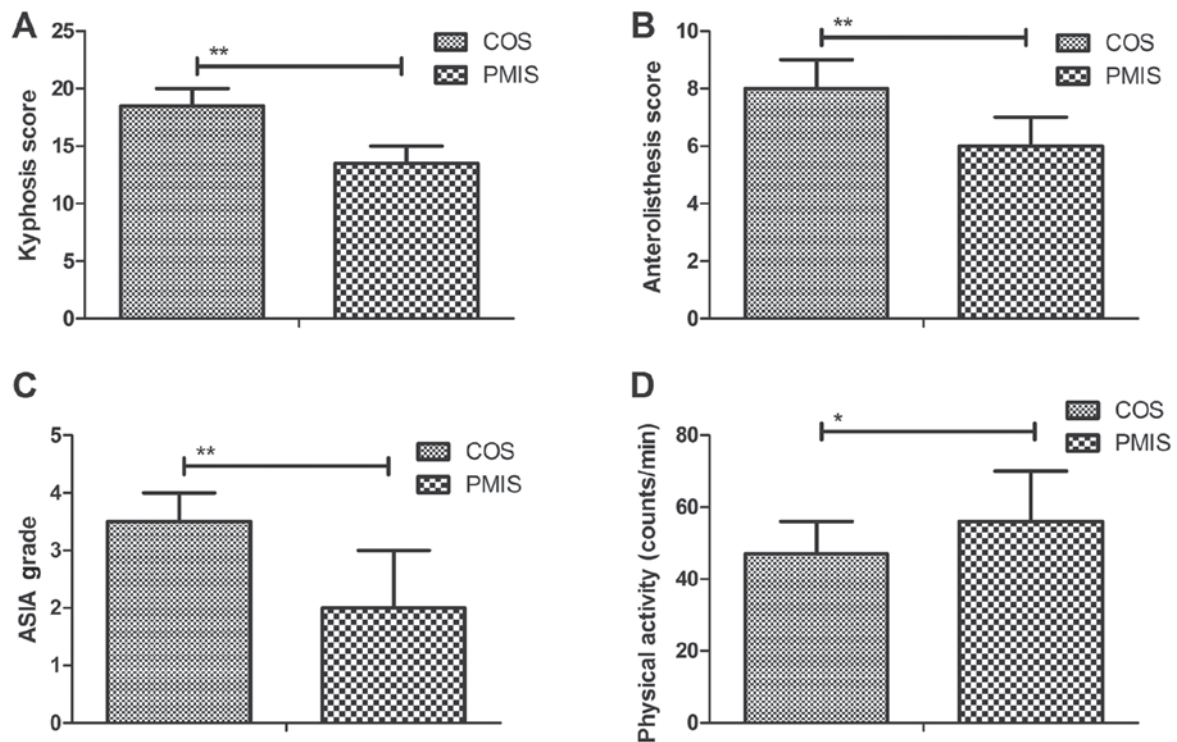 A
Kyphosis score
25
20
15
10
5
0
**
COS
PMIS
B
Anterolisthesis score
10
8
6
4
2
0
**
COS
PMIS
C
ASIA grade
5
4
3
2
1
0
**
COS
PMIS
D
Physical activity (counts/min)
80
60
40
20
0
*
COS
PMIS